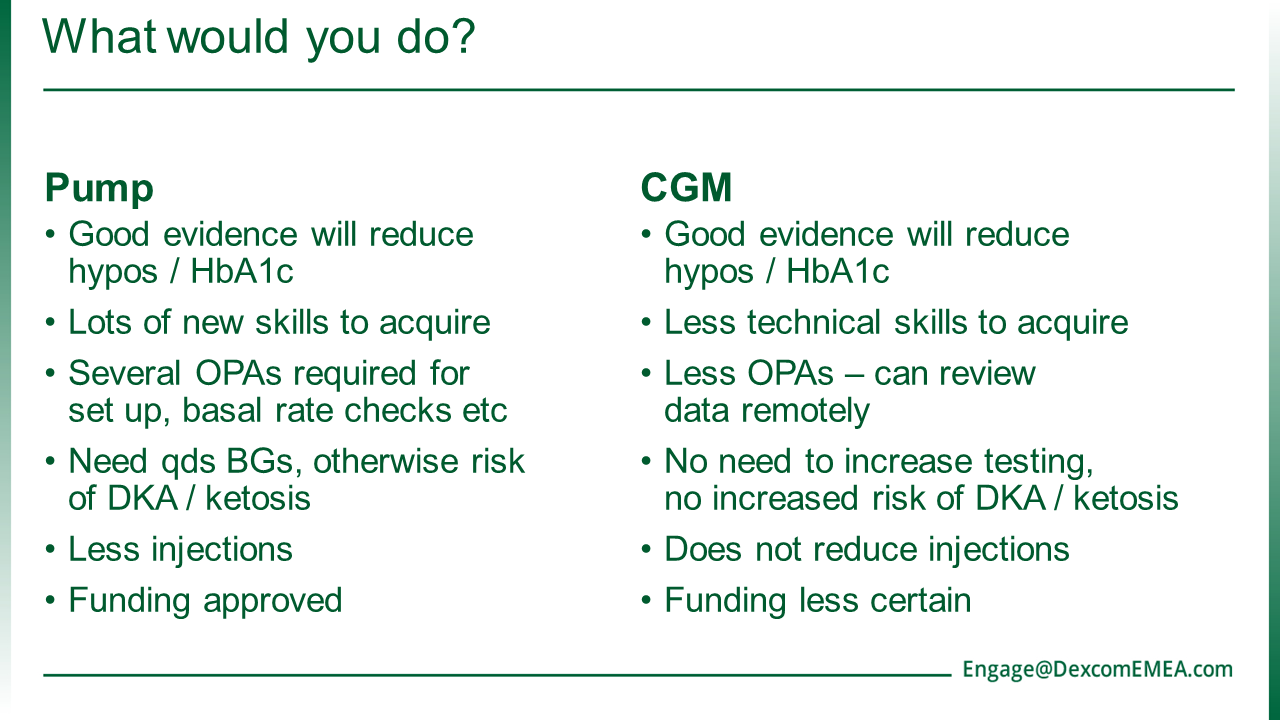 What would you do?
Pump
• Good evidence will reduce
hypos / HbA1c
• Lots of new skills to acquire
• Several OPAs required for
set up, basal rate checks etc
• Need qds BGs, otherwise risk
of DKA / ketosis
• Less injections
• Funding approved
CGM
• Good evidence will reduce
hypos / HbA1c
• Less technical skills to acquire
• Less OPAs – can review
data remotely
• No need to increase testing,
no increased risk of DKA / ketosis
• Does not reduce injections
• Funding less certain
Engage@DexcomEMEA.com